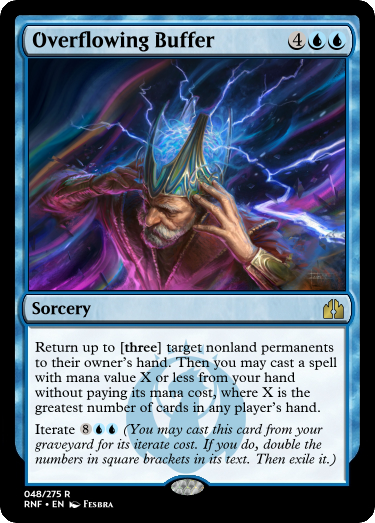 Overflowing Buffer 4
Sorcery
Return up to [three] target nonland permanents
to their owner's hand. Then you may cast a spell
with mana value X or less from your hand
without paying its mana cost, where X is the
greatest number of cards in any player's hand.
Iterate 8 (You may cast this card from your
graveyard for its iterate cost. If you do, double the
numbers in square brackets in its text. Then exile it.)
048/275 R
RNF • EN Fesbra